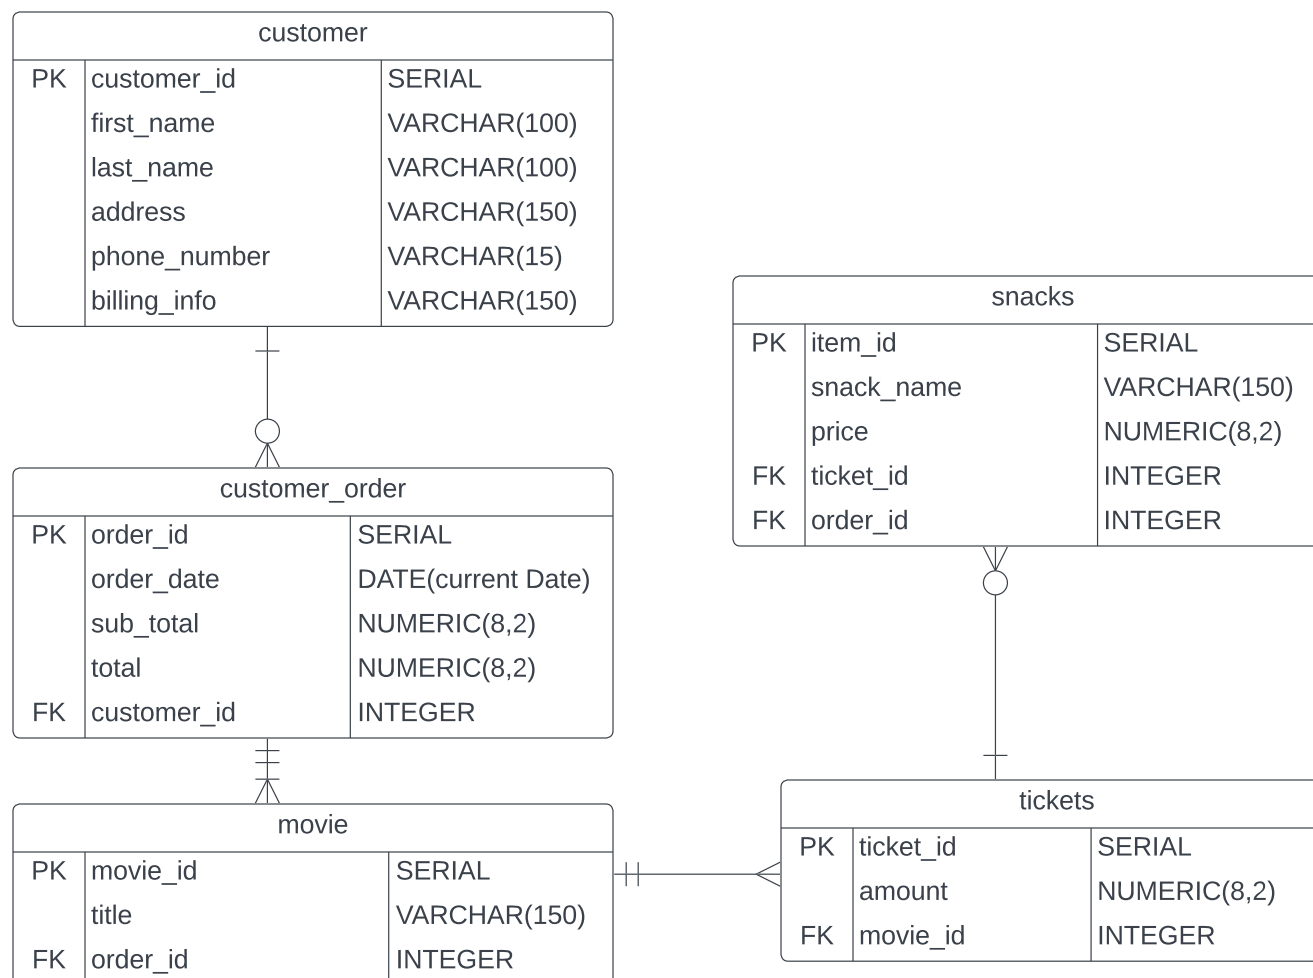 customer
PK customer_id SERIAL
first_name VARCHAR(100)
last_name VARCHAR(100)
address VARCHAR(150)
phone_number VARCHAR(15)
billing_info VARCHAR(150)
snacks
PK item_id SERIAL
snack_name VARCHAR(150)
price NUMERIC(8,2)
FK ticket_id INTEGER
FK order_id INTEGER
customer_order
PK order_id SERIAL
order_date DATE(current Date)
sub_total NUMERIC(8,2)
total NUMERIC(8,2)
FK customer_id INTEGER
movie
PK movie_id SERIAL
title VARCHAR(150)
FK order_id INTEGER
tickets
PK ticket_id SERIAL
amount NUMERIC(8,2)
FK movie_id INTEGER